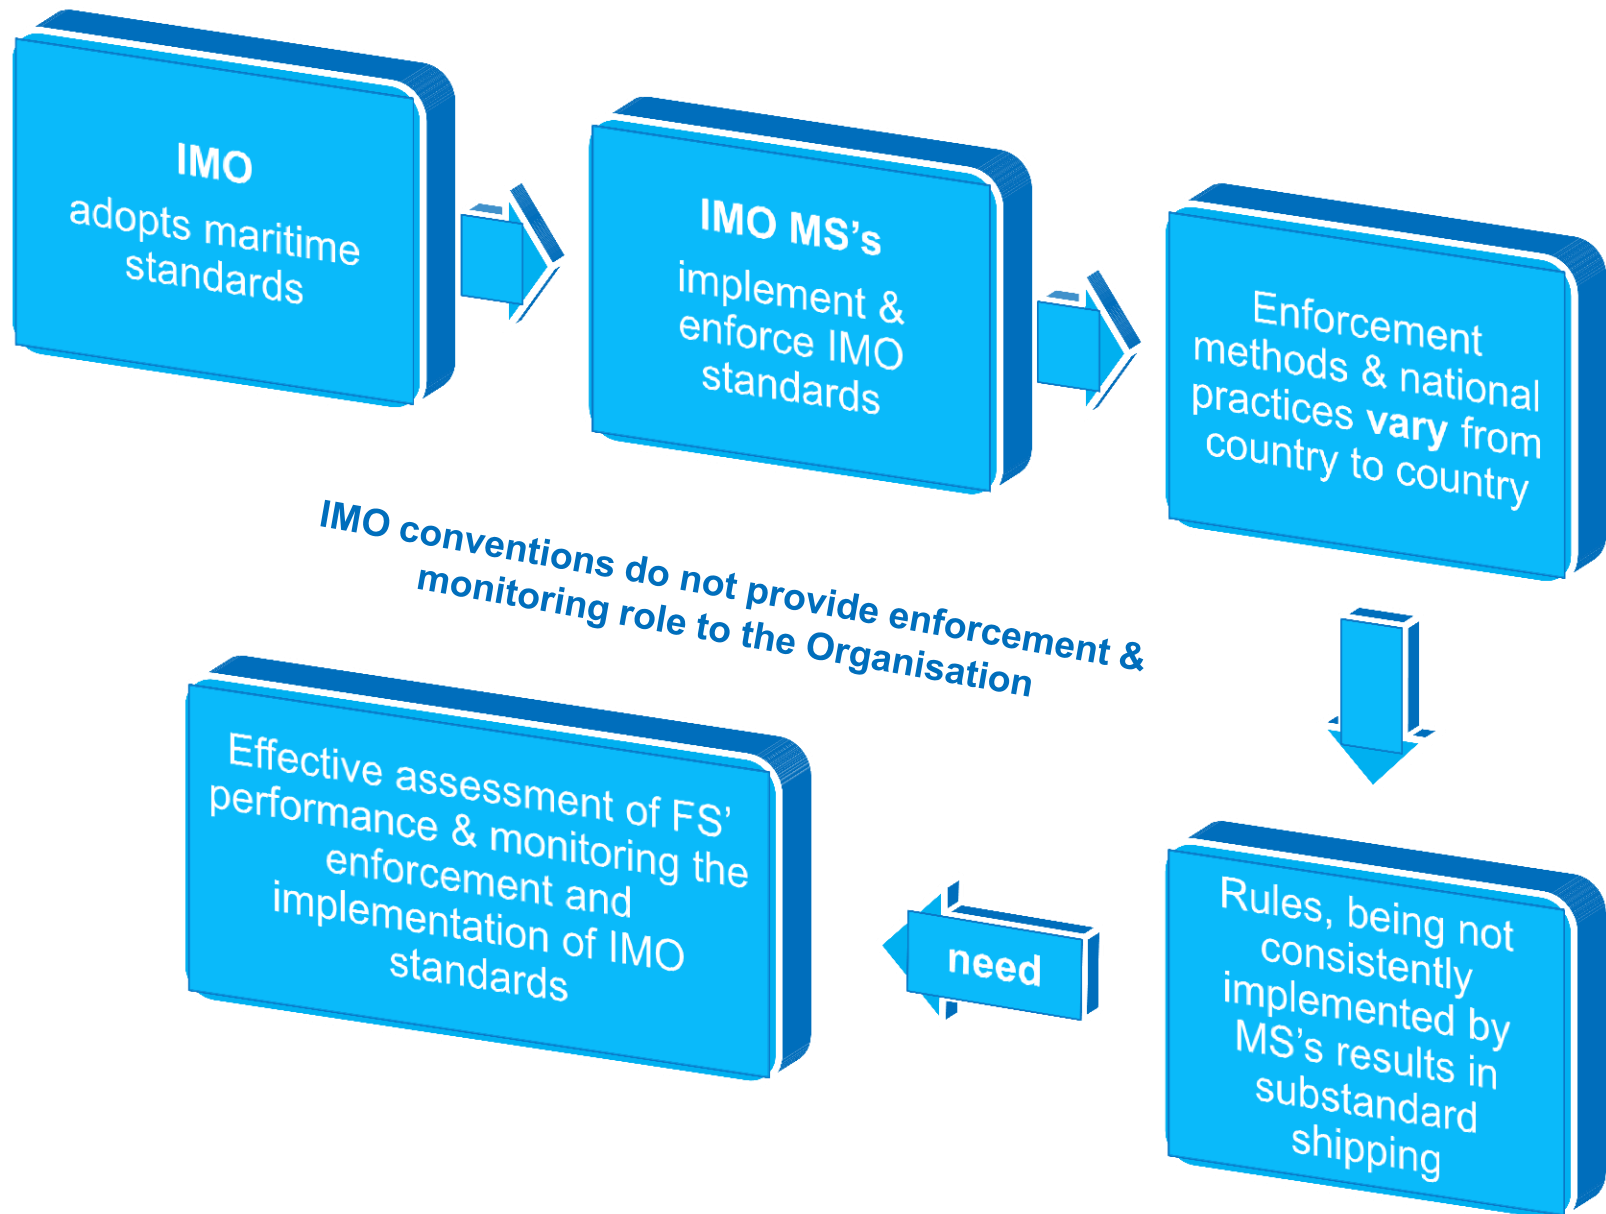 IMO
adopts maritime
standards
IMO MS’s
implement &
enforce IMO
standards
Enforcement
methods & national
practices vary from
country to country
IMO conventions do not provide enforcement &
monitoring role to the Organisation
Rules, being not
consistently
implemented by
MS’s results in
substandard
shipping
need
Effective assessment of FS’
performance & monitoring the
enforcement and
implementation of IMO
standards